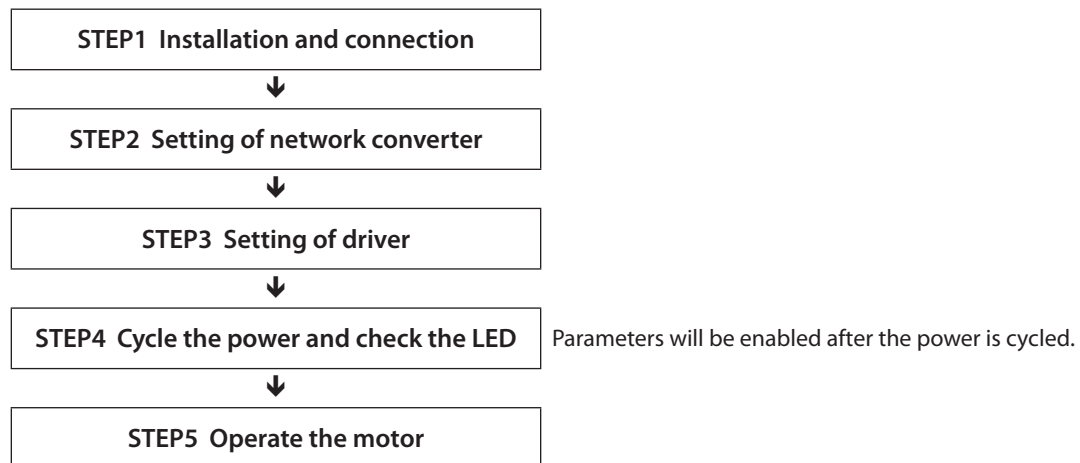 STEP1 Installation and connection
STEP2 Setting of network converter
STEP3 Setting of driver
STEP4 Cycle the power and check the LED
Parameters will be enabled after the power is cycled.
STEP5 Operate the motor